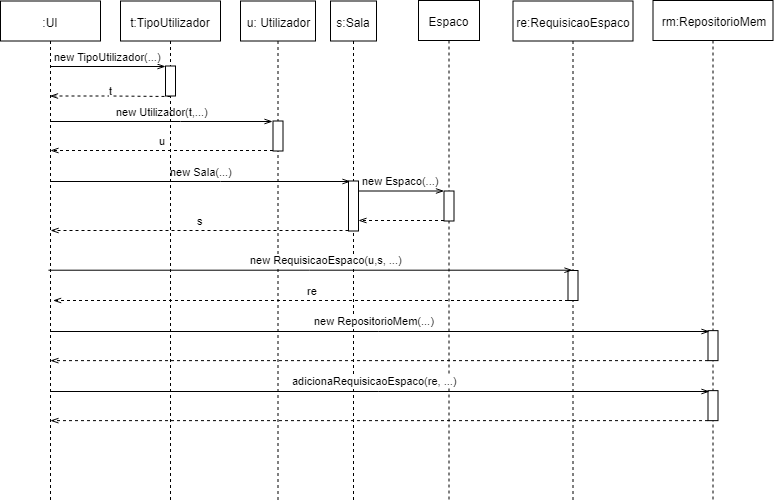 :UI
t:TipoUtilizador
u: Utilizador
s:Sala
Espaco
re:RequisicaoEspaco
rm:RepositorioMem
new TipoUtilizador(...)
t
new Utilizador(t,...)
u
new Sala(...)
new Espaco(...)
s
new RequisicaoEspaco(u,s, ...)
re
new RepositorioMem(...)
adicionaRequisicaoEspaco(re, ...)